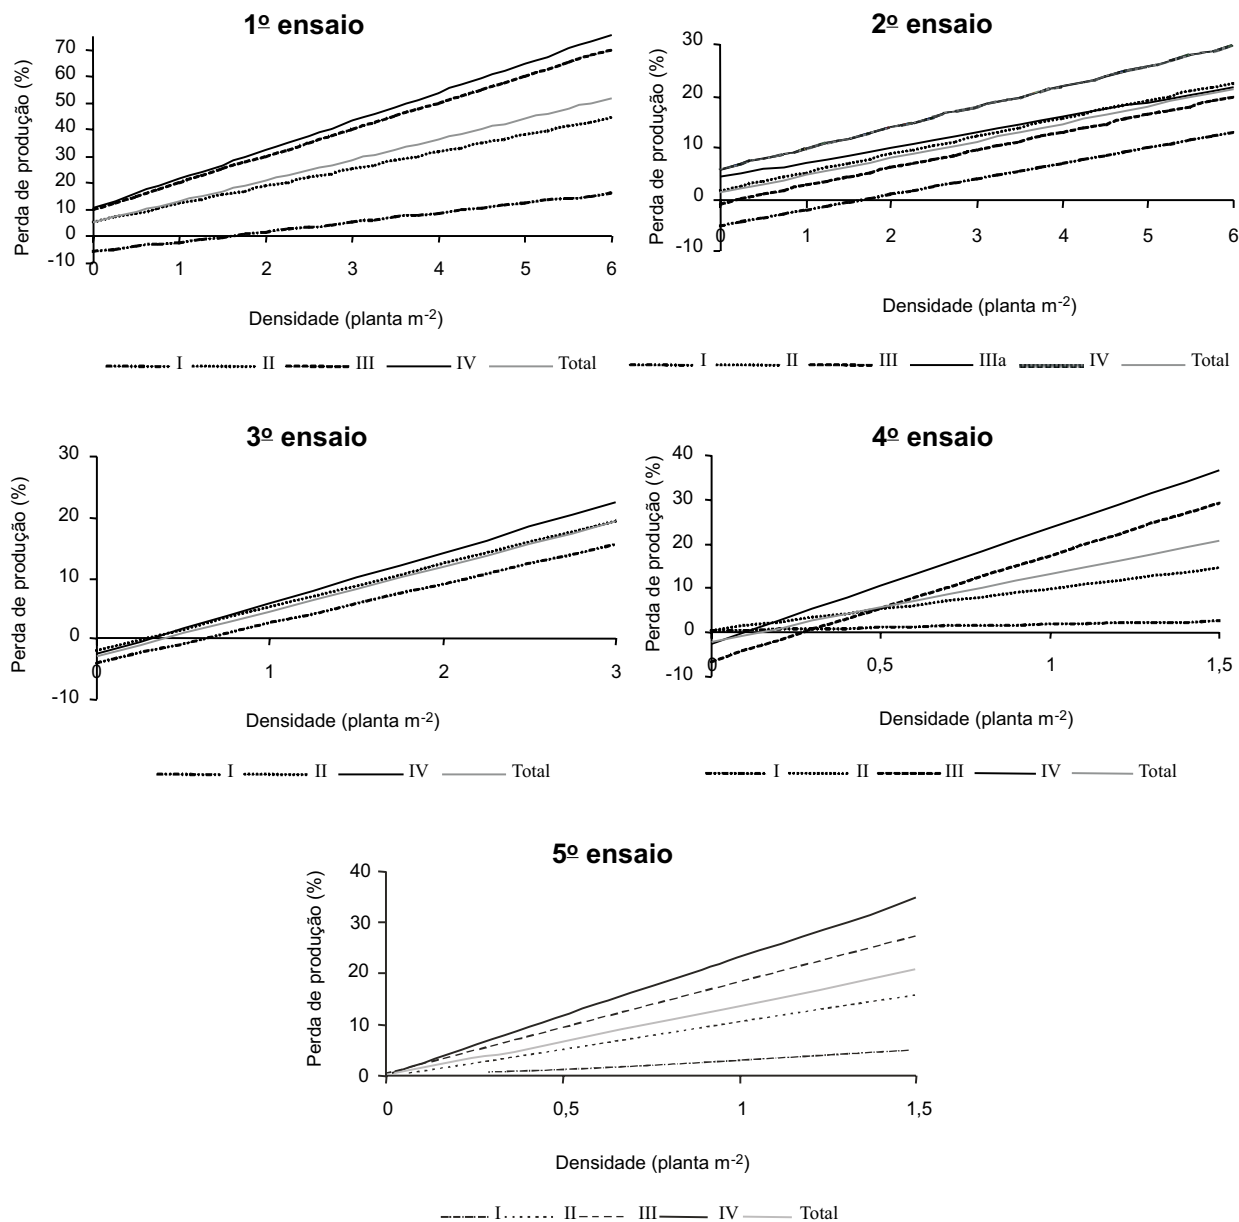 1º ensaio
Perda de produção (%)
70
60
50
40
30
20
10
0
-10
0 1 2 3 4 5 6
Densidade (planta m-2)
I II III IV Total
2º ensaio
Perda de produção (%)
30
20
10
0
-10
0 1 2 3 4 5 6
Densidade (planta m-2)
I II III IIIa IV Total
3º ensaio
Perda de produção (%)
30
20
10
0
-10
0 1 2 3
Densidade (planta m-2)
I II IV Total
4º ensaio
Perda de produção (%)
40
30
20
10
0
-10
0 0,5 1 1,5
Densidade (planta m-2)
I II III IV Total
5º ensaio
Perda de produção (%)
40
30
20
10
0
0 0,5 1 1,5
Densidade (planta m-2)
I II III IV Total